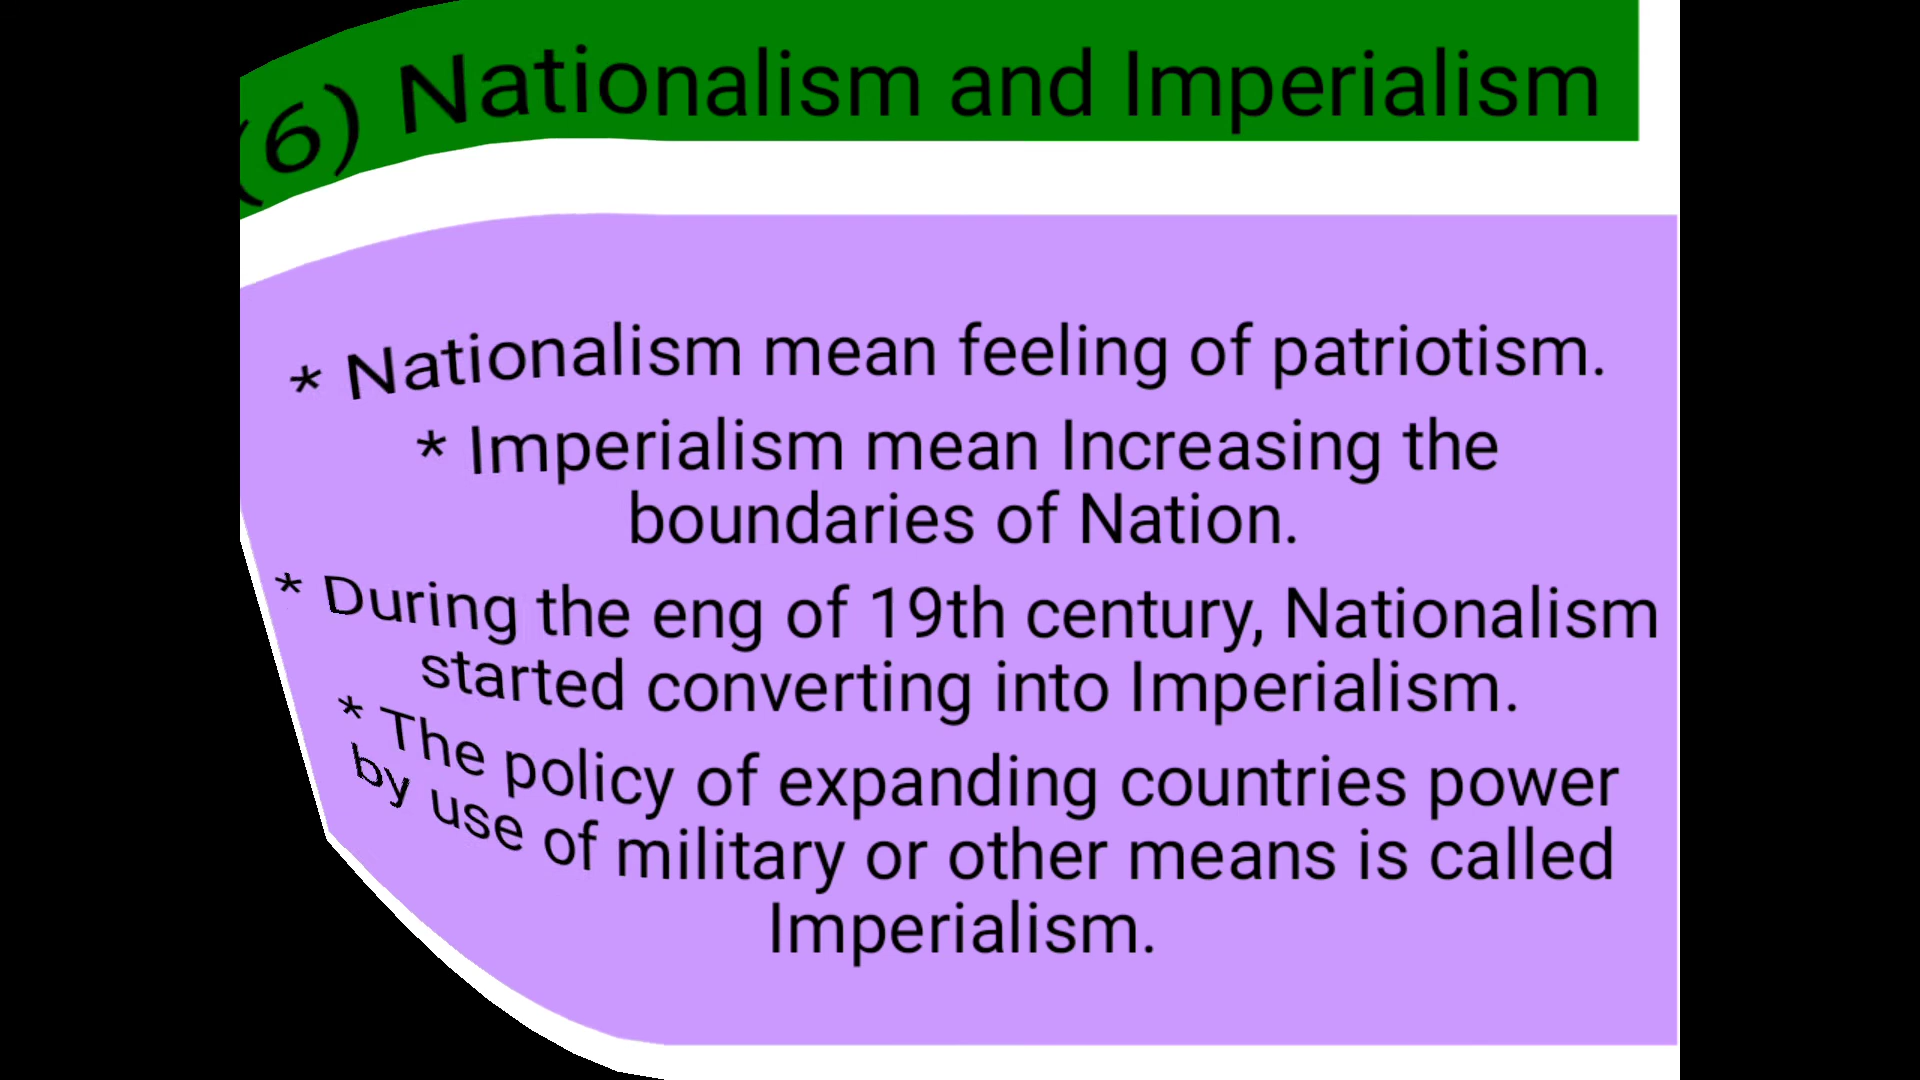 (6) Nationalism and Imperialism
* Nationalism mean feeling of patriotism.
* Imperialism mean Increasing the
boundaries of Nation.
* During the eng of 19th century, Nationalism
started converting into Imperialism.
* The policy of expanding countries power
by use of military or other means is called
Imperialism.